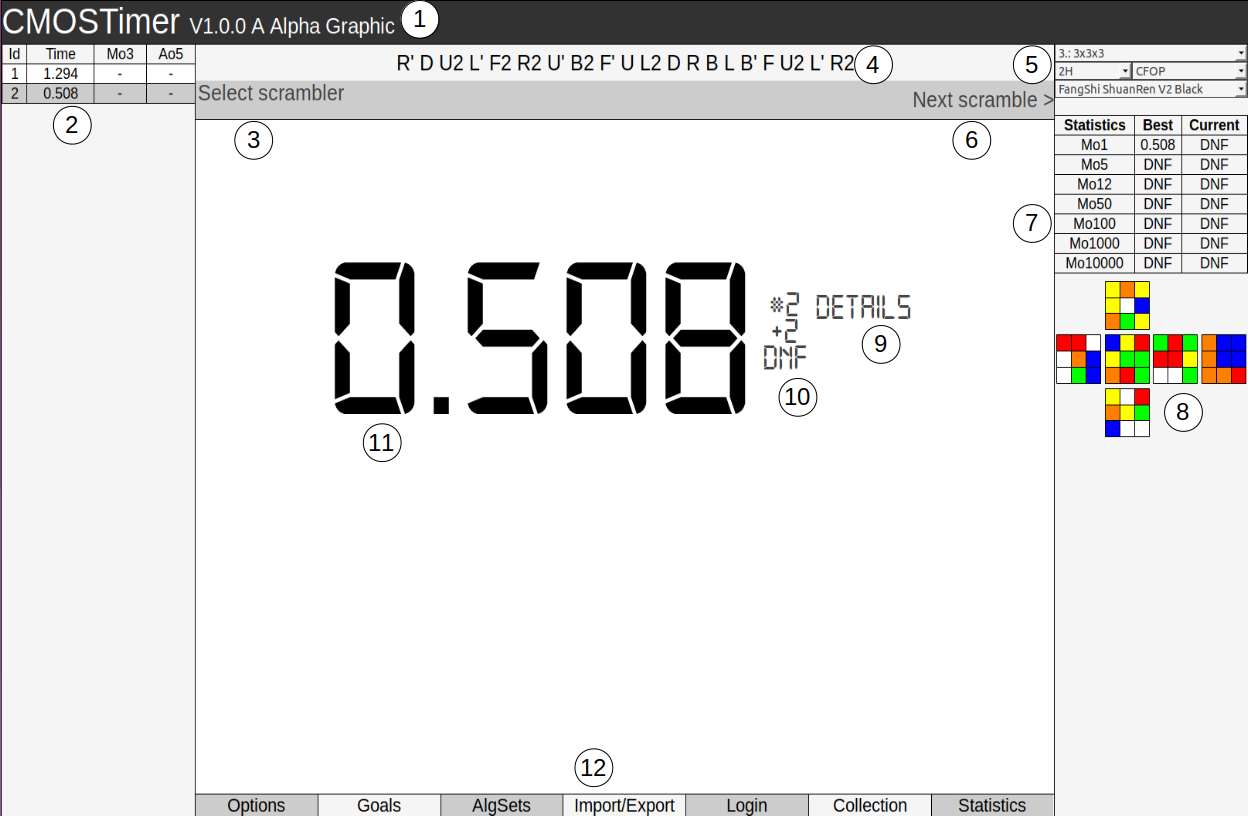 CMOSTimer V1.0.0 A Alpha Graphic 1
Id Time Mo3 Ao5
1 1.294 - -
2 0.508 - -
2
R' D U2 L' F2 R2 U' B2 F' U L2 D R B L B' F U2 L' R2 4
Select scrambler
Next scramble >
3
6
5
3.: 3x3x3
2H CFOP
FangShi ShuanRen V2 Black
Statistics Best Current
Mo1 0.508 DNF
Mo5 DNF DNF
Mo12 DNF DNF
Mo50 DNF DNF
Mo100 DNF DNF
Mo1000 DNF DNF
Mo10000 DNF DNF
7
8
0.508
*2 DETAILS
+2
DNF
9
10
11
12
Options Goals AlgSets Import/Export Login Collection Statistics